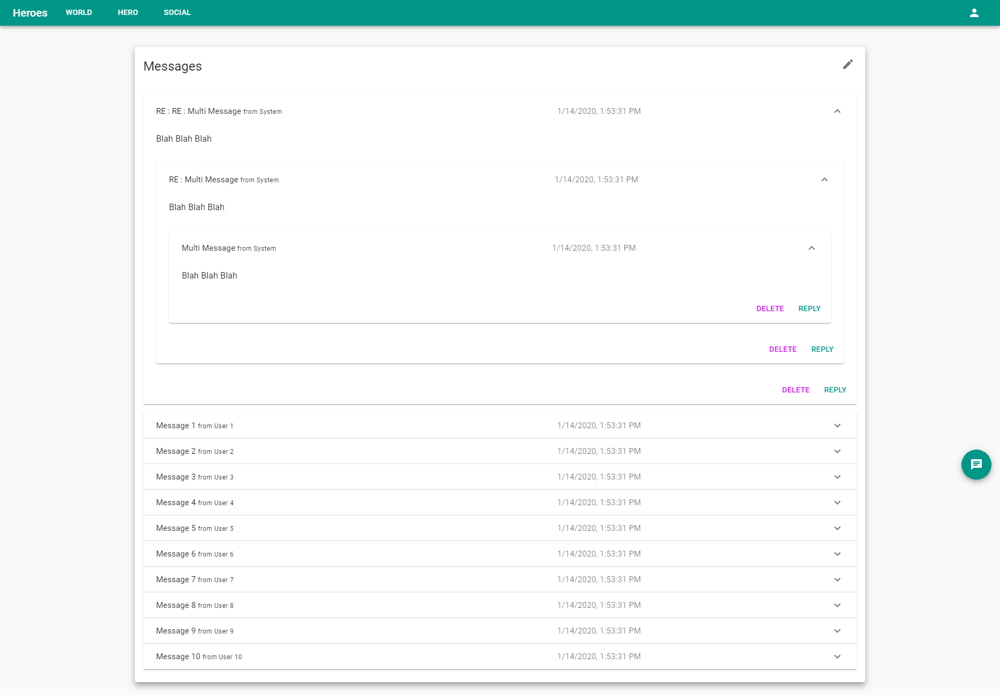 Heroes WORLD HERO SOCIAL
Messages
RE : RE : Multi Message from System 1/14/2020, 1:53:31 PM
Blah Blah Blah
RE : Multi Message from System 1/14/2020, 1:53:31 PM
Blah Blah Blah
Multi Message from System 1/14/2020, 1:53:31 PM
Blah Blah Blah
DELETE REPLY
DELETE REPLY
DELETE REPLY
Message 1 from User 1 1/14/2020, 1:53:31 PM
Message 2 from User 2 1/14/2020, 1:53:31 PM
Message 3 from User 3 1/14/2020, 1:53:31 PM
Message 4 from User 4 1/14/2020, 1:53:31 PM
Message 5 from User 5 1/14/2020, 1:53:31 PM
Message 6 from User 6 1/14/2020, 1:53:31 PM
Message 7 from User 7 1/14/2020, 1:53:31 PM
Message 8 from User 8 1/14/2020, 1:53:31 PM
Message 9 from User 9 1/14/2020, 1:53:31 PM
Message 10 from User 10 1/14/2020, 1:53:31 PM